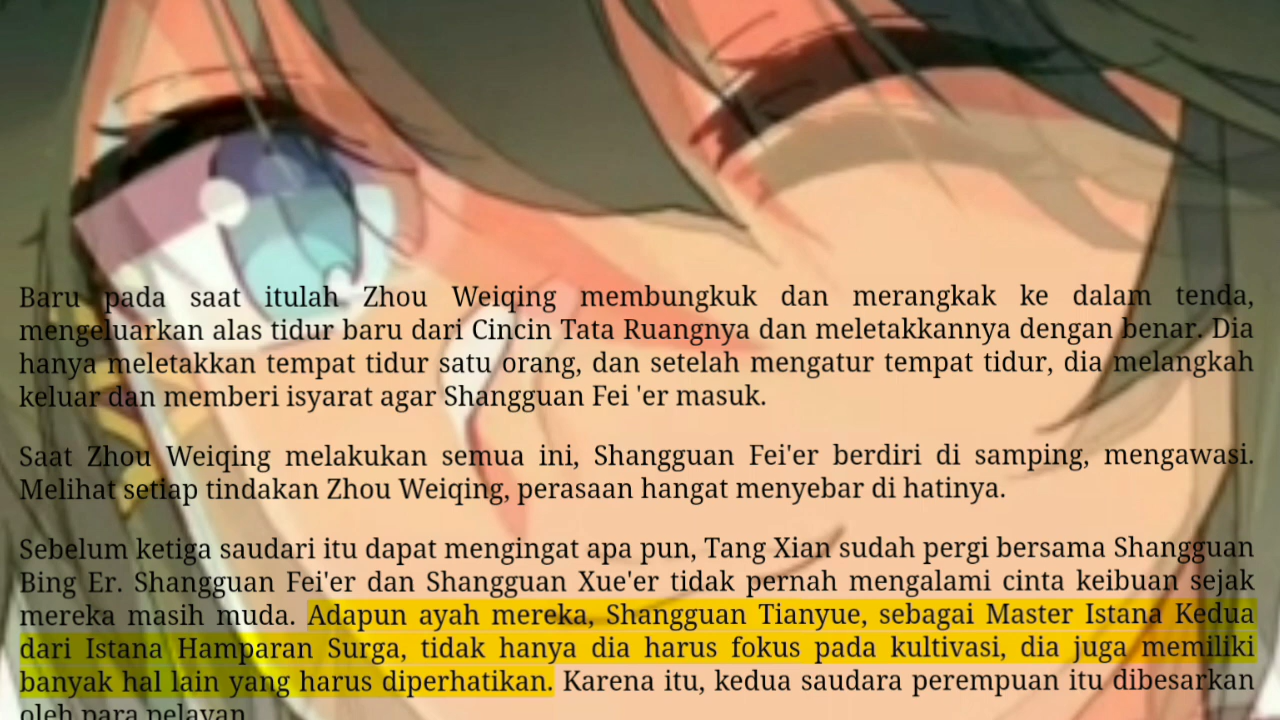 Baru pada saat itulah Zhou Weiqing membungkuk dan merangkak ke dalam tenda,
mengeluarkan alas tidur baru dari Cincin Tata Ruangnya dan meletakkannya dengan benar. Dia
hanya meletakkan tempat tidur satu orang, dan setelah mengatur tempat tidur, dia melangkah
keluar dan memberi isyarat agar Shangguan Fei 'er masuk.
Saat Zhou Weiqing melakukan semua ini, Shangguan Fei'er berdiri di samping, mengawasi.
Melihat setiap tindakan Zhou Weiqing, perasaan hangat menyebar di hatinya.
Sebelum ketiga saudari itu dapat mengingat apa pun, Tang Xian sudah pergi bersama Shangguan
Bing Er. Shangguan Fei'er dan Shangguan Xue'er tidak pernah mengalami cinta keibuan sejak
mereka masih muda. Adapun ayah mereka, Shangguan Tianyue, sebagai Master Istana Kedua
dari Istana Hamparan Surga, tidak hanya dia harus fokus pada kultivasi, dia juga memiliki
banyak hal lain yang harus diperhatikan. Karena itu, kedua saudara perempuan itu dibesarkan
oleh para pelayan